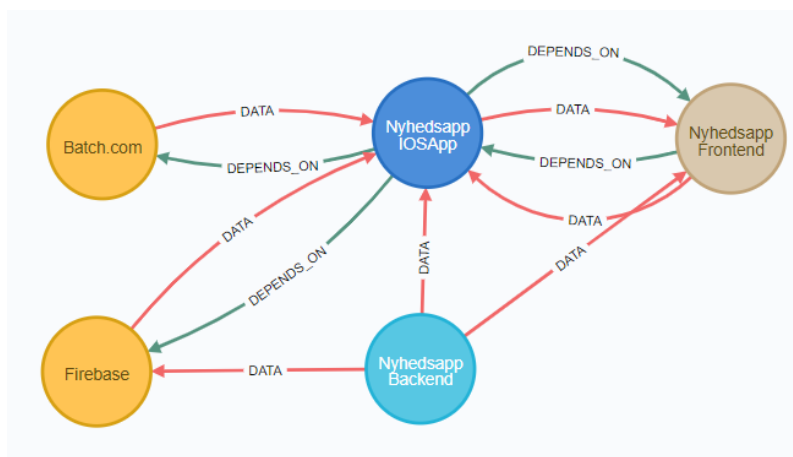 DEPENDS_ON
DATA
DATA
Nyhedsapp
IOSApp
Nyhedsapp
Frontend
Batch.com
DEPENDS_ON
DEPENDS_ON
DATA
DATA
DATA
DATA
DEPENDS_ON
Firebase
DATA
Nyhedsapp
Backend